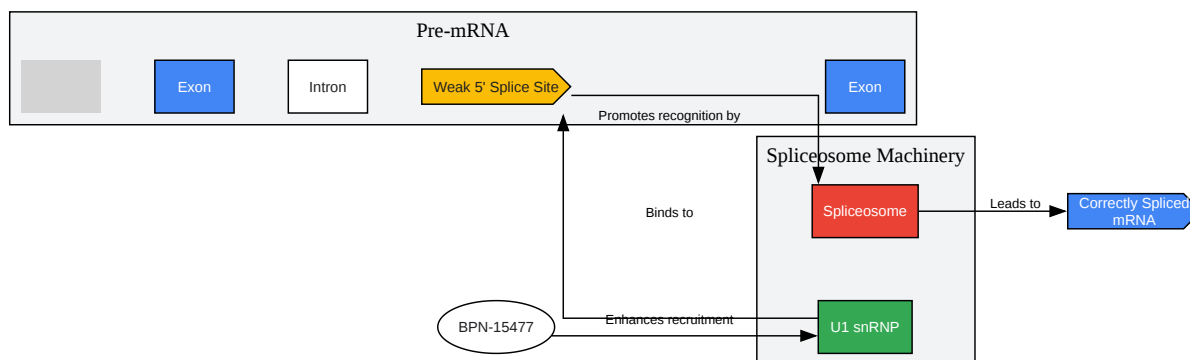 Pre-mRNA
Exon
Intron
Weak 5' Splice Site
Exon
Promotes recognition by
Spliceosome Machinery
Spliceosome
Leads to
Correctly Spliced
mRNA
Binds to
BPN-15477
Enhances recruitment
U1 snRNP